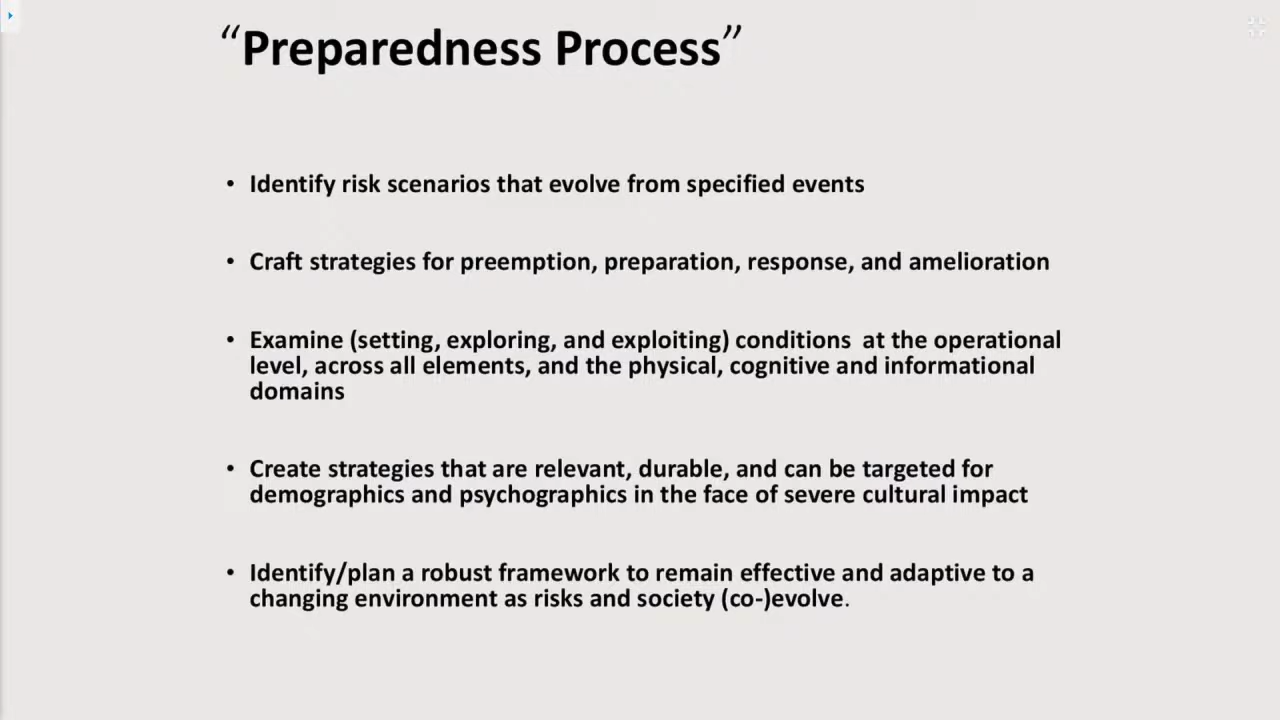 “Preparedness Process”
• Identify risk scenarios that evolve from specified events
• Craft strategies for preemption, preparation, response, and amelioration
• Examine (setting, exploring, and exploiting) conditions  at the operational
level, across all elements, and the physical, cognitive and informational
domains
• Create strategies that are relevant, durable, and can be targeted for
demographics and psychographics in the face of severe cultural impact
• Identify/plan a robust framework to remain effective and adaptive to a
changing environment as risks and society (co-)evolve.